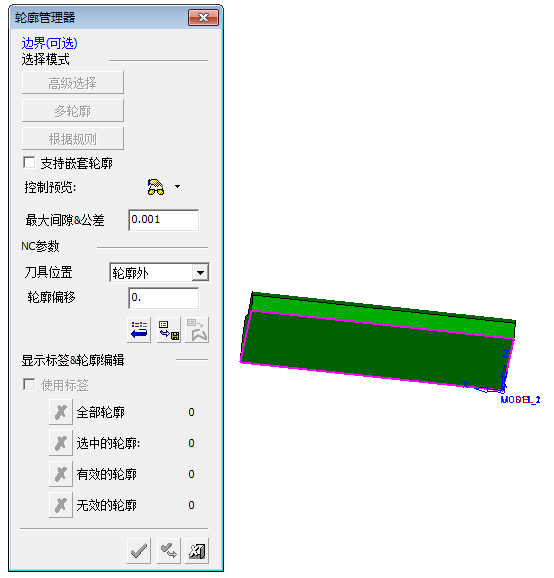 轮廓管理器
边界(可选)
选择模式
高级选择
多轮廓
根据规则
支持嵌套轮廓
控制预览:
最大间隙&公差 0.001
NC参数
刀具位置 轮廓外
轮廓偏移 0.
显示标签&轮廓编辑
使用标签
全部轮廓 0
选中的轮廓: 0
有效的轮廓 0
无效的轮廓 0